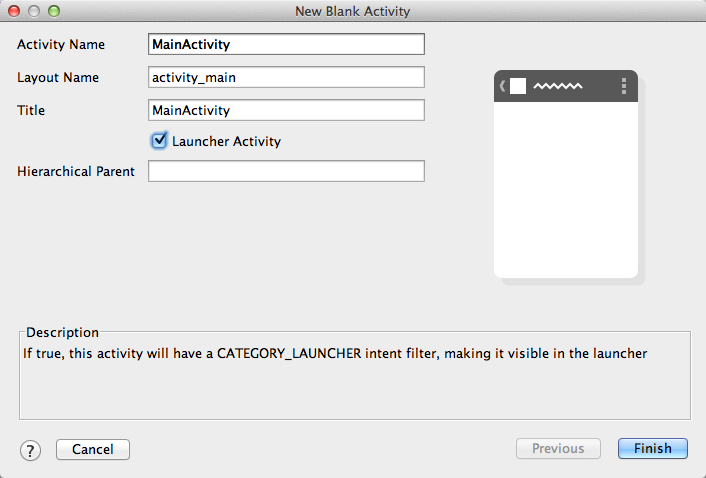 New Blank Activity
Activity Name MainActivity
Layout Name activity_main
Title MainActivity
Launcher Activity
Hierarchical Parent
Description
If true, this activity will have a CATEGORY_LAUNCHER intent filter, making it visible in the launcher
? Cancel Previous Finish